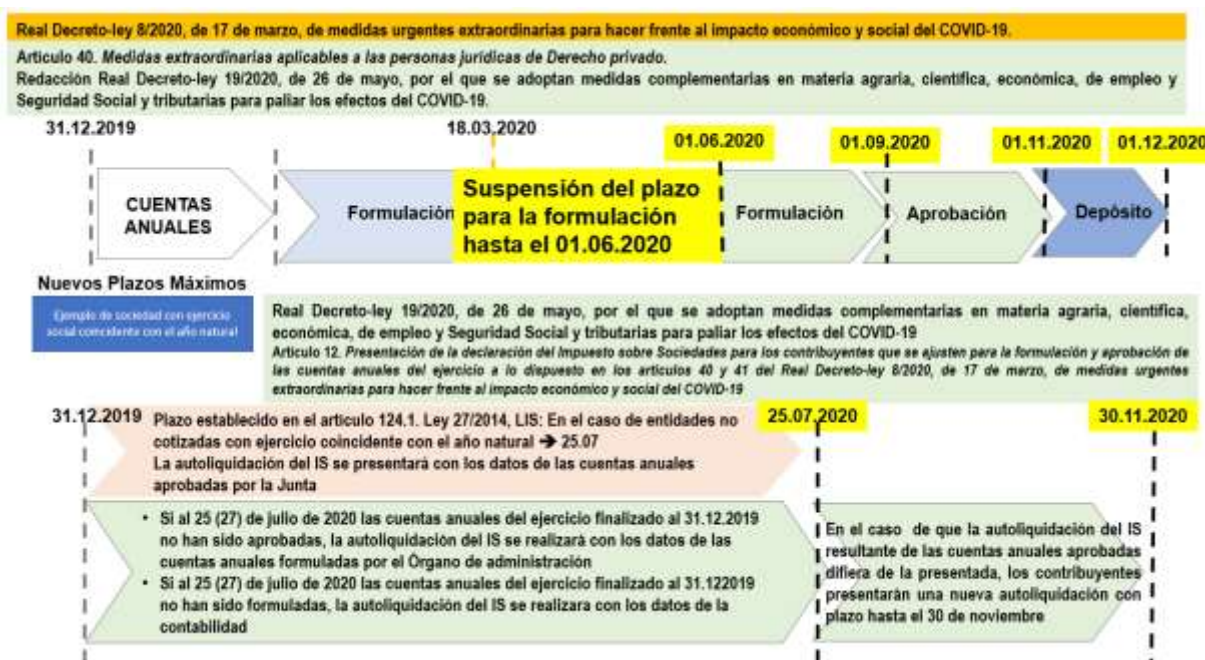 Real Decreto-ley 8/2020, de 17 de marzo, de medidas urgentes extraordinarias para hacer frente al impacto económico y social del COVID-19.
Artículo 40. Medidas extraordinarias aplicables a las personas jurídicas de Derecho privado.
Redacción Real Decreto-ley 19/2020, de 26 de mayo, por el que se adoptan medidas complementarias en materia agraria, científica, económica, de empleo y
Seguridad Social y tributarias para paliar los efectos del COVID-19.
31.12.2019
18.03.2020
01.06.2020
01.09.2020
01.11.2020
01.12.2020
CUENTAS
ANUALES
Formulación
Suspensión del plazo
para la formulación
hasta el 01.06.2020
Formulación
Aprobación
Depósito
Nuevos Plazos Máximos
Ejemplo de sociedad con ejercicio
social coincidente con el año natural
Real Decreto-ley 19/2020, de 26 de mayo, por el que se adoptan medidas complementarias en materia agraria, científica,
económica, de empleo y Seguridad Social y tributarias para paliar los efectos del COVID-19
Artículo 12. Presentación de la declaración del Impuesto sobre Sociedades para los contribuyentes que se ajusten para la formulación y aprobación de
las cuentas anuales del ejercicio a lo dispuesto en los artículos 40 y 41 del Real Decreto-ley 8/2020, de 17 de marzo, de medidas urgentes
extraordinarias para hacer frente al impacto económico y social del COVID-19
31.12.2019
Plazo establecido en el artículo 124.1. Ley 27/2014, LIS: En el caso de entidades no
cotizadas con ejercicio coincidente con el año natural ➔ 25.07
La autoliquidación del IS se presentará con los datos de las cuentas anuales
aprobadas por la Junta
25.07.2020
30.11.2020
• Si al 25 (27) de julio de 2020 las cuentas anuales del ejercicio finalizado al 31.12.2019
no han sido aprobadas, la autoliquidación del IS se realizará con los datos de las
cuentas anuales formuladas por el Órgano de administración
• Si al 25 (27) de julio de 2020 las cuentas anuales del ejercicio finalizado al 31.122019
no han sido formuladas, la autoliquidación del IS se realizara con los datos de la
contabilidad
En el caso de que la autoliquidación del IS
resultante de las cuentas anuales aprobadas
difiera de la presentada, los contribuyentes
presentarán una nueva autoliquidación con
plazo hasta el 30 de noviembre